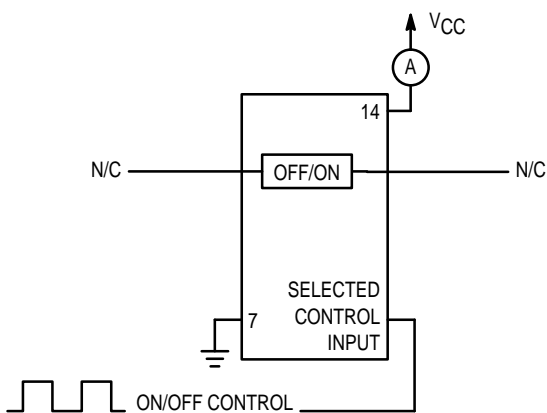 VCC
A
14
N/C
OFF/ON
N/C
7
SELECTED
CONTROL
INPUT
ON/OFF CONTROL